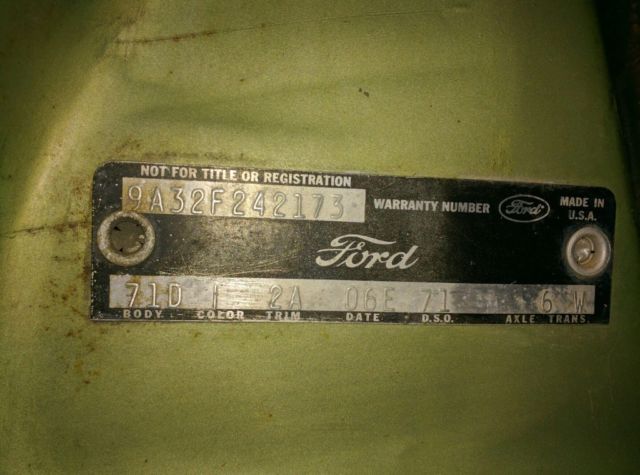 NOT FOR TITLE OR REGISTRATION
9A32F242173 WARRANTY NUMBER Ford MADE IN U.S.A.
Ford
71D I 2A 06E 71 6 W
BODY COLOR TRIM DATE D.S.O. AXLE TRANS